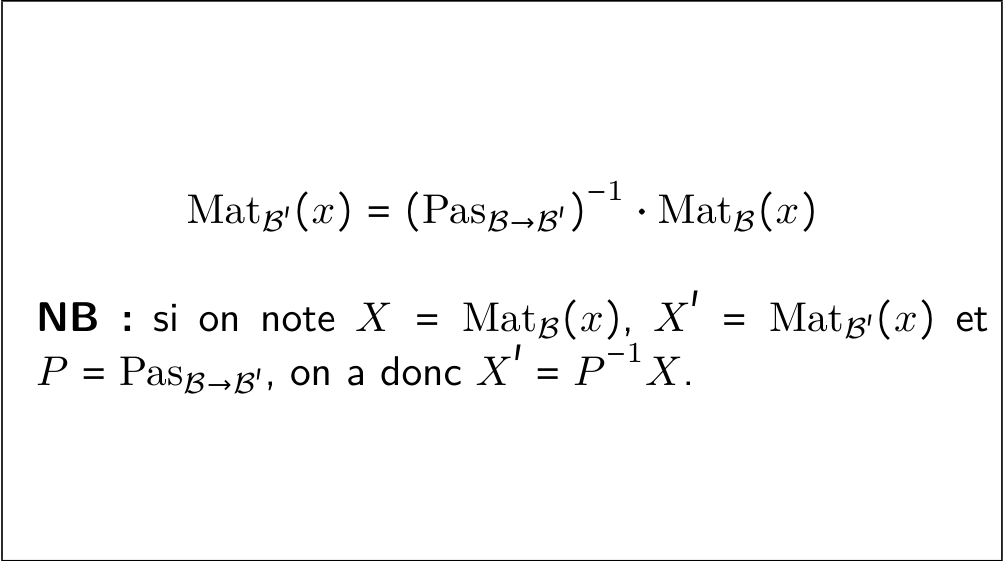 Mat_{ℬ'}(x) = (Pas_{ℬ→ℬ'})^{-1} · Mat_ℬ(x)
NB : si on note X = Mat_ℬ(x), X' = Mat_{ℬ'}(x) et
P = Pas_{ℬ→ℬ'}, on a donc X' = P^{-1}X.